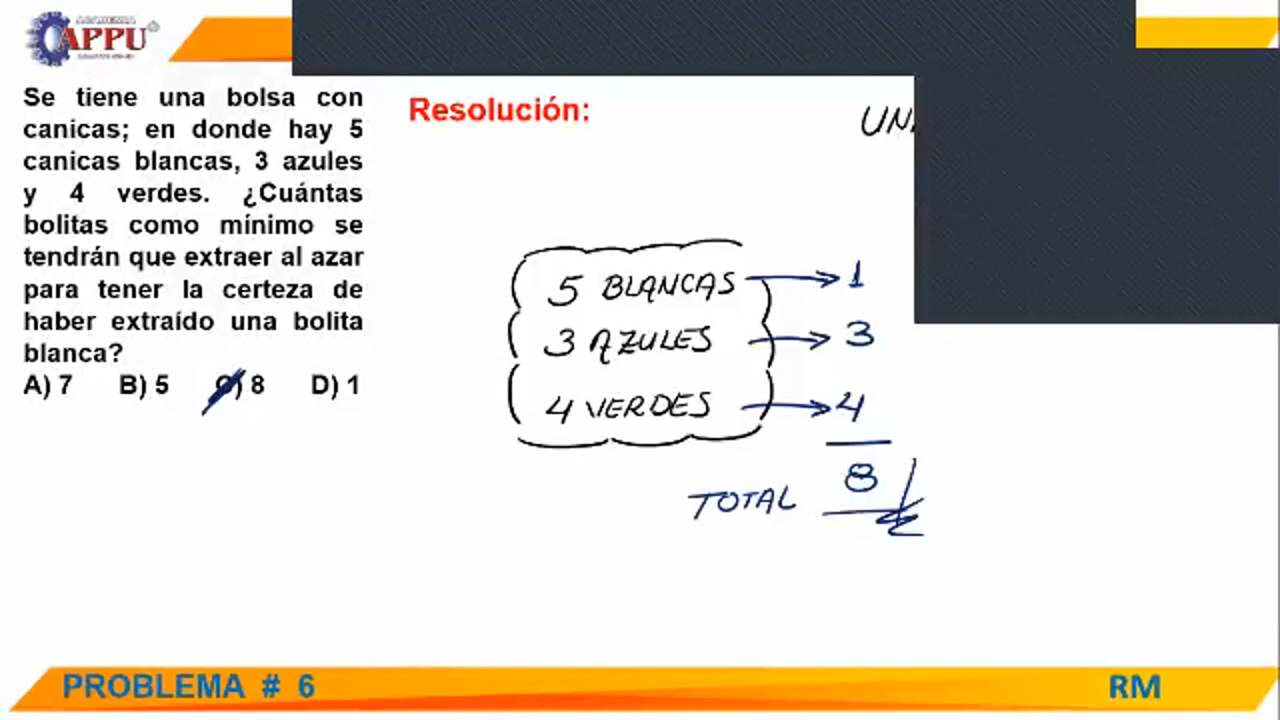 ACADEMIA
APPU
Se tiene una bolsa con
canicas; en donde hay 5
canicas blancas, 3 azules
y 4 verdes. ¿Cuántas
bolitas como mínimo se
tendrán que extraer al azar
para tener la certeza de
haber extraído una bolita
blanca?
A) 7 B) 5 C) 8 D) 1
Resolución:
5 BLANCAS 1
3 AZULES 3
4 VERDES 4
TOTAL 8
PROBLEMA # 6
RM